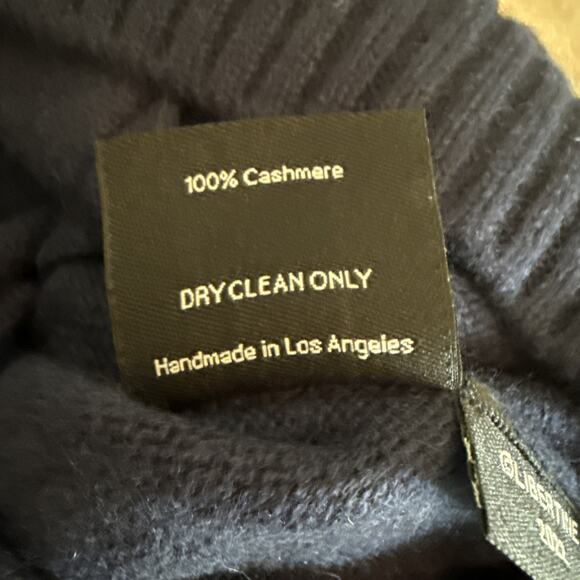 100% Cashmere
DRY CLEAN ONLY
Handmade in Los Angeles